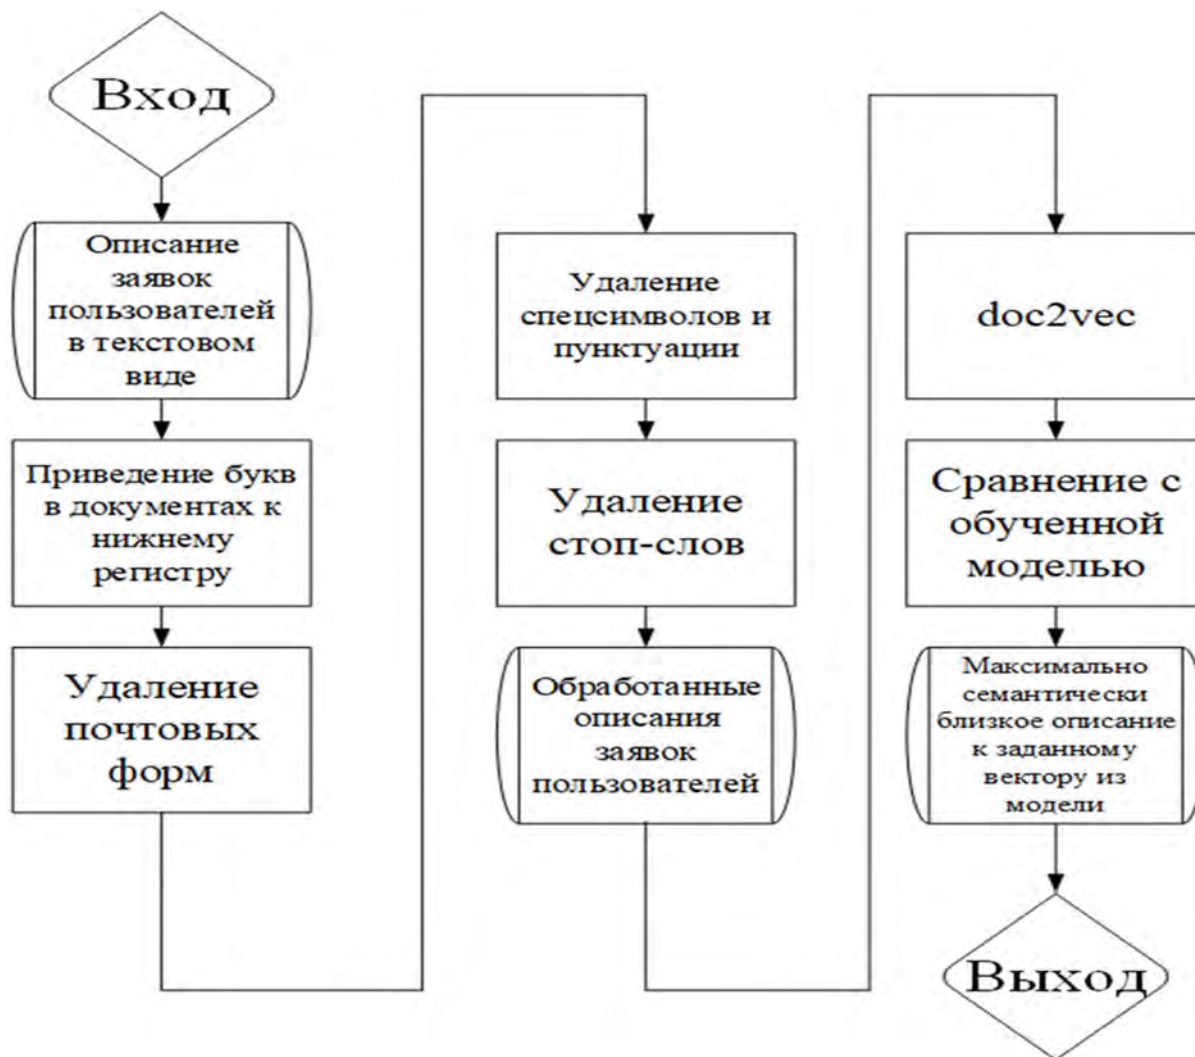 Вход
Описание
заявок
пользователей
в текстовом
виде
Приведение букв
в документах к
нижнему
регистру
Удаление
почтовых
форм
Удаление
спецсимволов и
пунктуации
Удаление
стоп-слов
Обработанные
описания
заявок
пользователей
doc2vec
Сравнение с
обученной
моделью
Максимально
семантически
близкое описание
к заданному
вектору из
модели
Выход